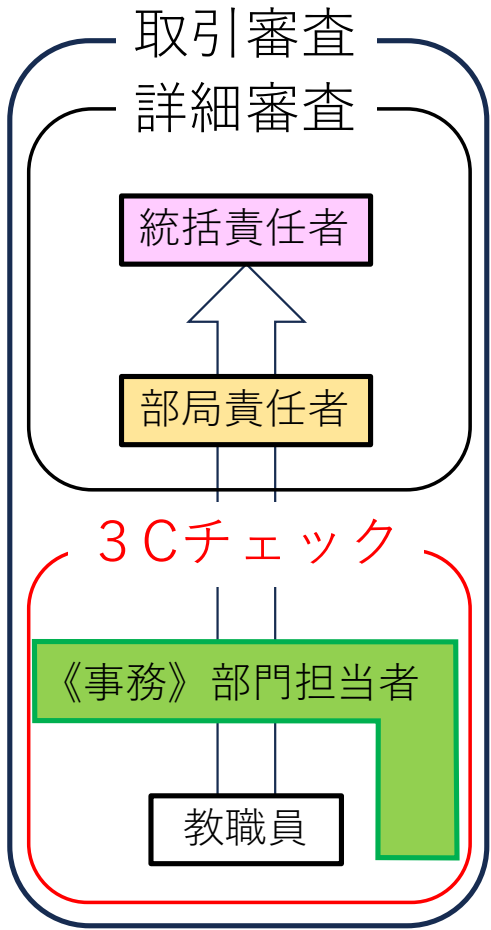 取引審査
詳細審査
統括責任者
部局責任者
３Cチェック
《事務》部門担当者
教職員